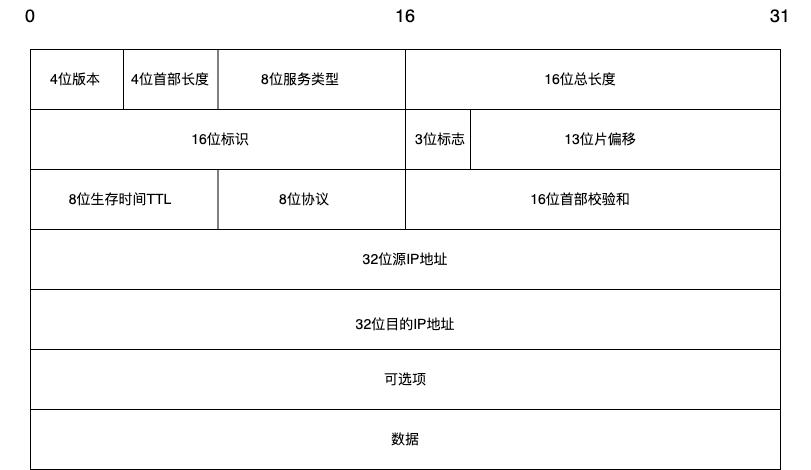 0 16 31
4位版本 4位首部长度 8位服务类型 16位总长度
16位标识 3位标志 13位片偏移
8位生存时间TTL 8位协议 16位首部校验和
32位源IP地址
32位目的IP地址
可选项
数据